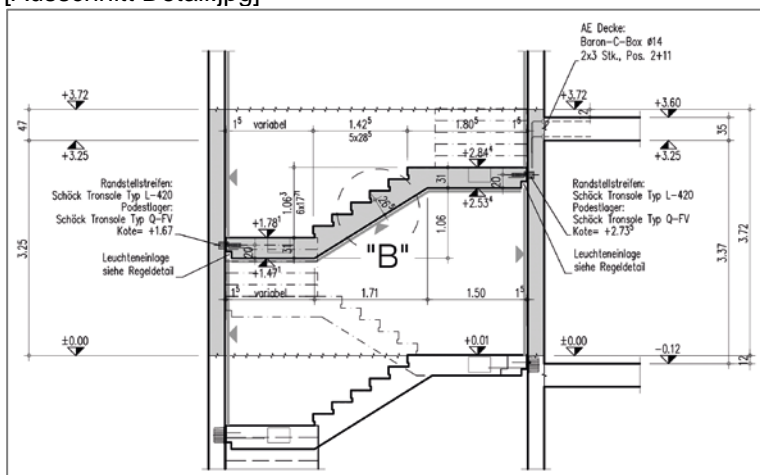 [Ausschnitt Detail.jpg]
AE Decke:
Baron-C-Box ø14
2x3 Stk., Pos. 2+11
+3.72
+3.72
+3.60
47
1⁵
variabel
1.42⁵
5x28⁵
1.80⁵
1⁵
2
35
+3.25
+3.25
+2.84⁴
31
20
Randstellstreifen:
Schöck Tronsole Typ L-420
Podestlager:
Schöck Tronsole Typ Q-FV
Kote= +1.67
1.06³
6x17⁷¹
+2.53⁴
Randstellstreifen:
Schöck Tronsole Typ L-420
Podestlager:
Schöck Tronsole Typ Q-FV
Kote= +2.73⁵
+1.78¹
1.06
20
31
"B"
3.25
3.37
3.72
Leuchteneinlage
siehe Regeldetail
+1.47¹
Leuchteneinlage
siehe Regeldetail
1⁵
variabel
1.71
1.50
1⁵
±0.00
+0.01
±0.00
-0.12
12